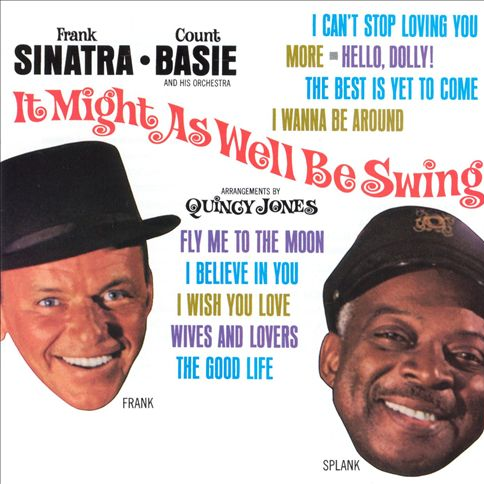 Frank
SINATRA •
Count
BASIE
AND HIS ORCHESTRA
I CAN'T STOP LOVING YOU
MORE HELLO, DOLLY!
THE BEST IS YET TO COME
I WANNA BE AROUND
It Might As Well Be Swing
ARRANGEMENTS BY
QUINCY JONES
FLY ME TO THE MOON
I BELIEVE IN YOU
I WISH YOU LOVE
WIVES AND LOVERS
THE GOOD LIFE
FRANK
SPLANK